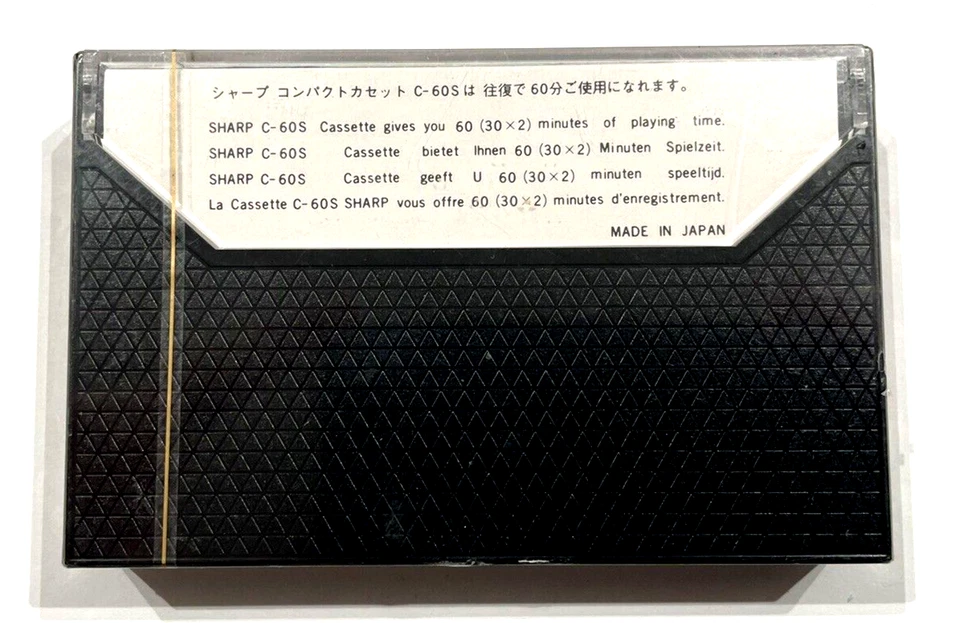 シャープ コンパクトカセット C-60Sは 往復で 60分ご使用になれます。
SHARP C-60S Cassette gives you 60 (30×2) minutes of playing time.
SHARP C-60S Cassette bietet Ihnen 60 (30×2) Minuten Spielzeit.
SHARP C-60S Cassette geeft U 60 (30×2) minuten speeltijd.
La Cassette C-60S SHARP vous offre 60 (30×2) minutes d'enregistrement.
MADE IN JAPAN